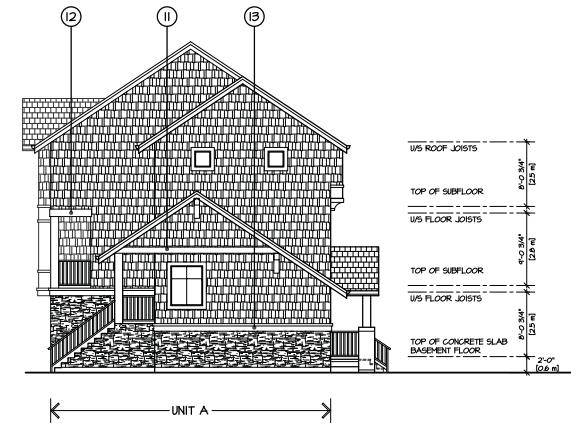 12
11
13
U/S ROOF JOISTS
8'-0 3/4"
[2.5 m]
TOP OF SUBFLOOR
U/S FLOOR JOISTS
9'-0 3/4"
[2.8 m]
TOP OF SUBFLOOR
U/S FLOOR JOISTS
8'-0 3/4"
[2.5 m]
TOP OF CONCRETE SLAB
BASEMENT FLOOR
2'-0"
[0.6 m]
UNIT A